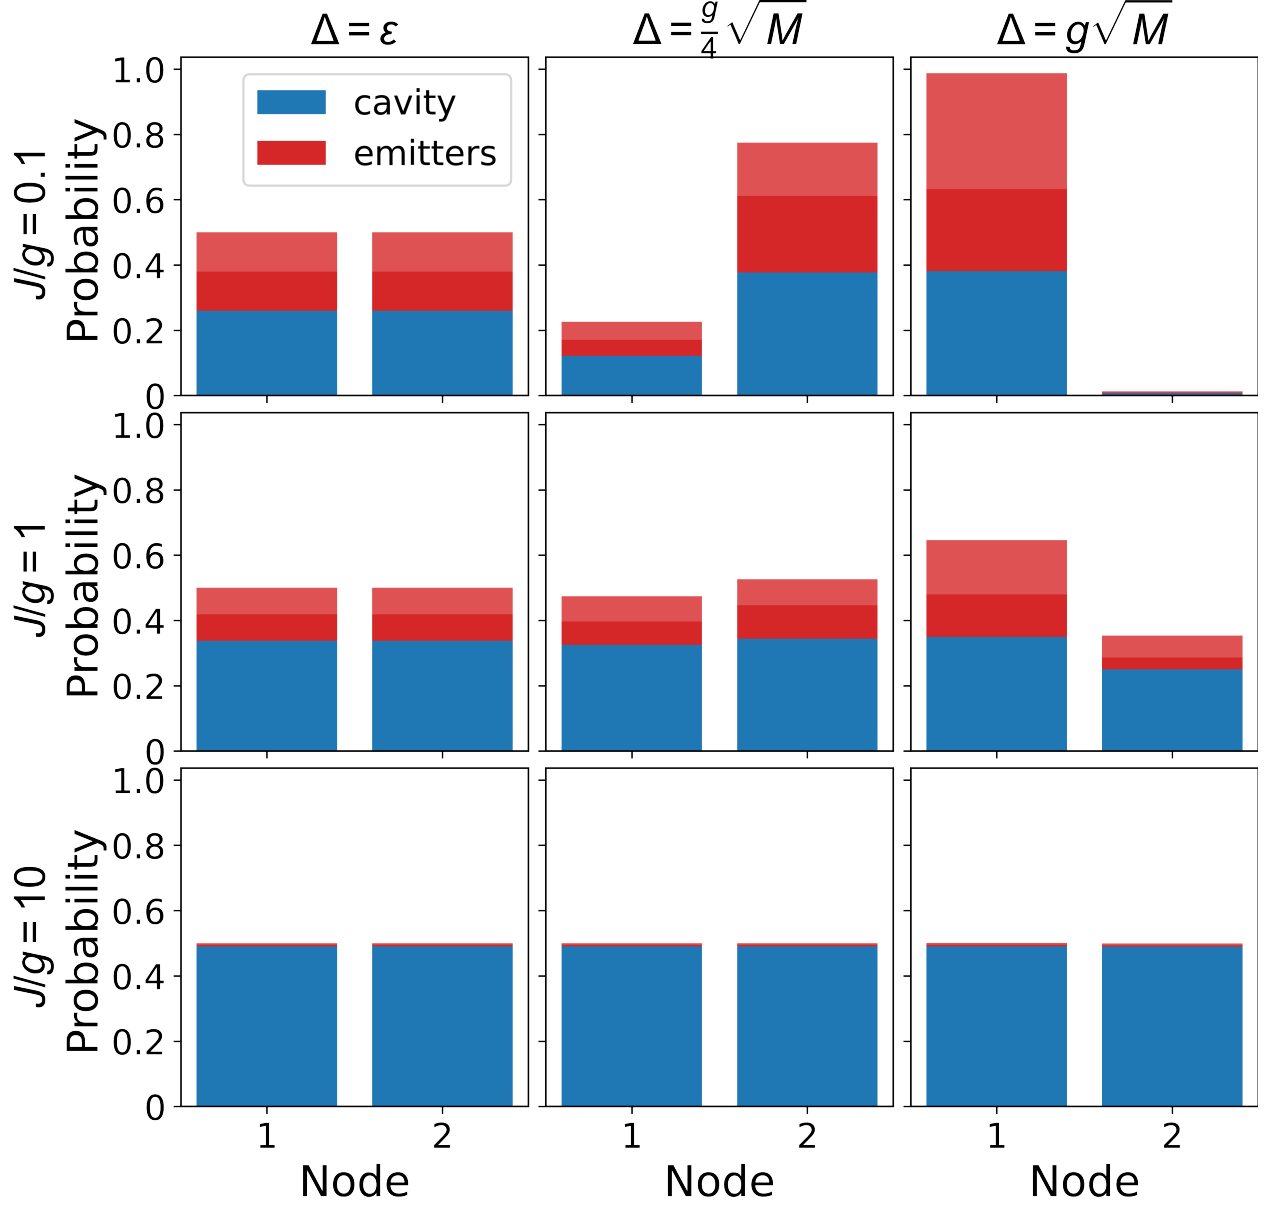 Δ = ε
Δ = g/4 √M
Δ = g√M
J/g = 0.1
Probability
1.0
0.8
0.6
0.4
0.2
0
cavity
emitters
J/g = 1
Probability
1.0
0.8
0.6
0.4
0.2
0
J/g = 10
Probability
1.0
0.8
0.6
0.4
0.2
0
1 2 1 2 1 2
Node Node Node